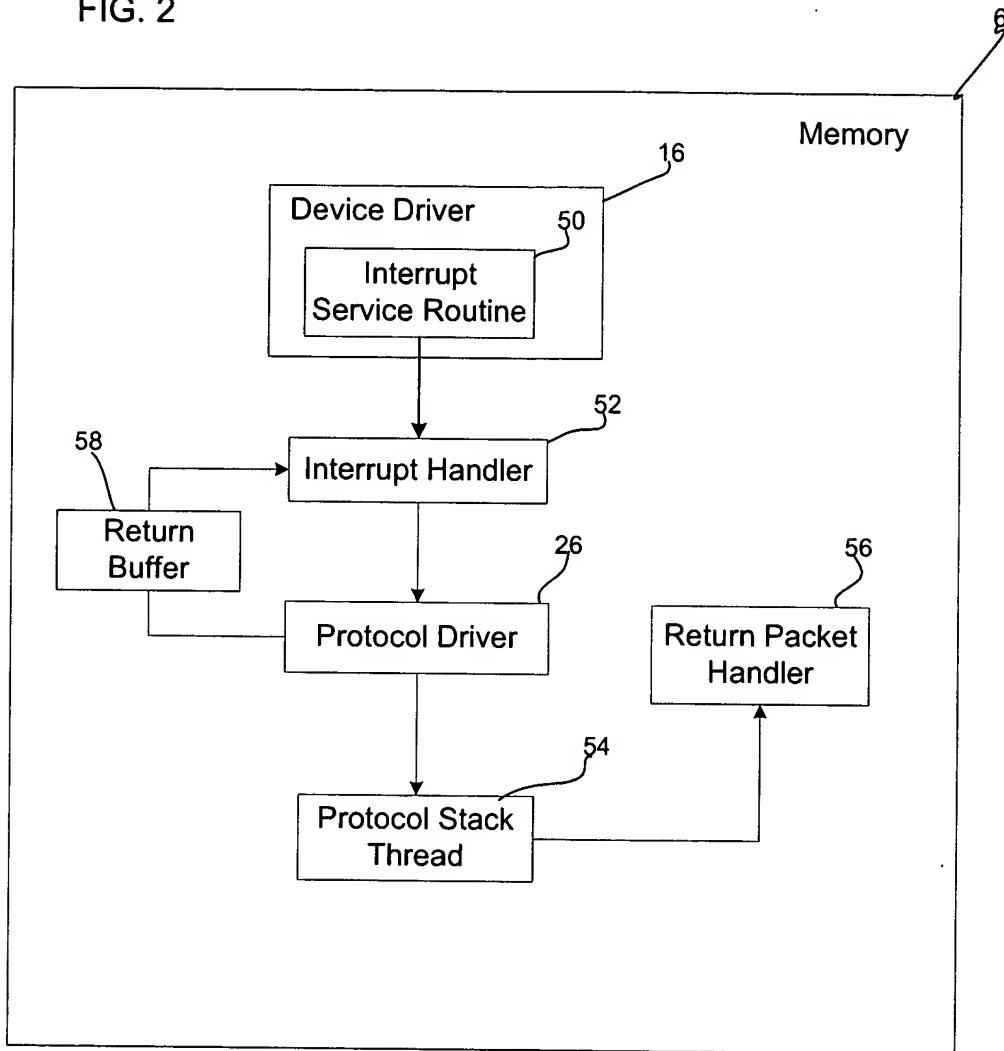 FIG. 2
6
Memory
16
Device Driver
50
Interrupt
Service Routine
52
Interrupt Handler
58
Return
Buffer
26
Protocol Driver
56
Return Packet
Handler
54
Protocol Stack
Thread